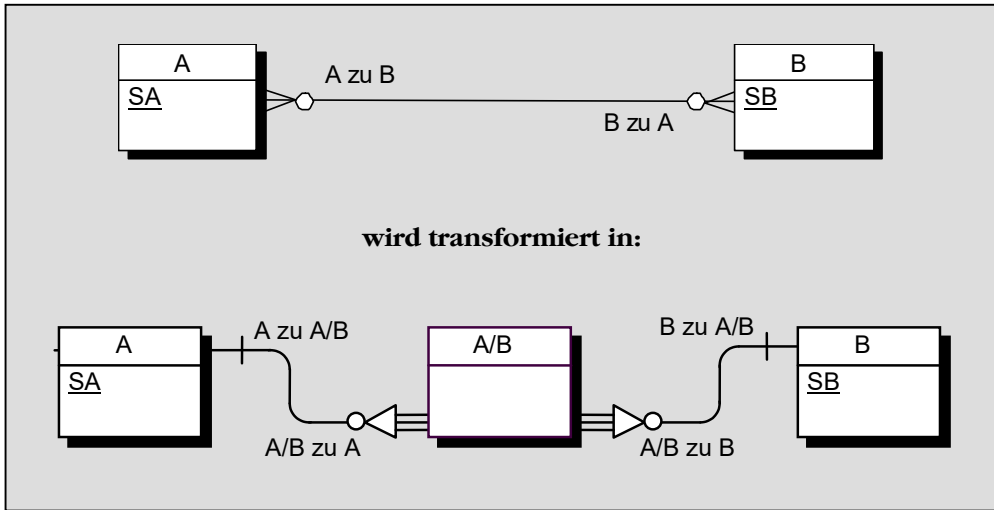 A
B
A zu B
SA
SB
B zu A
wird transformiert in:
A zu A/B
B zu A/B
A
A/B
B
SA
SB
A/B zu A
A/B zu B